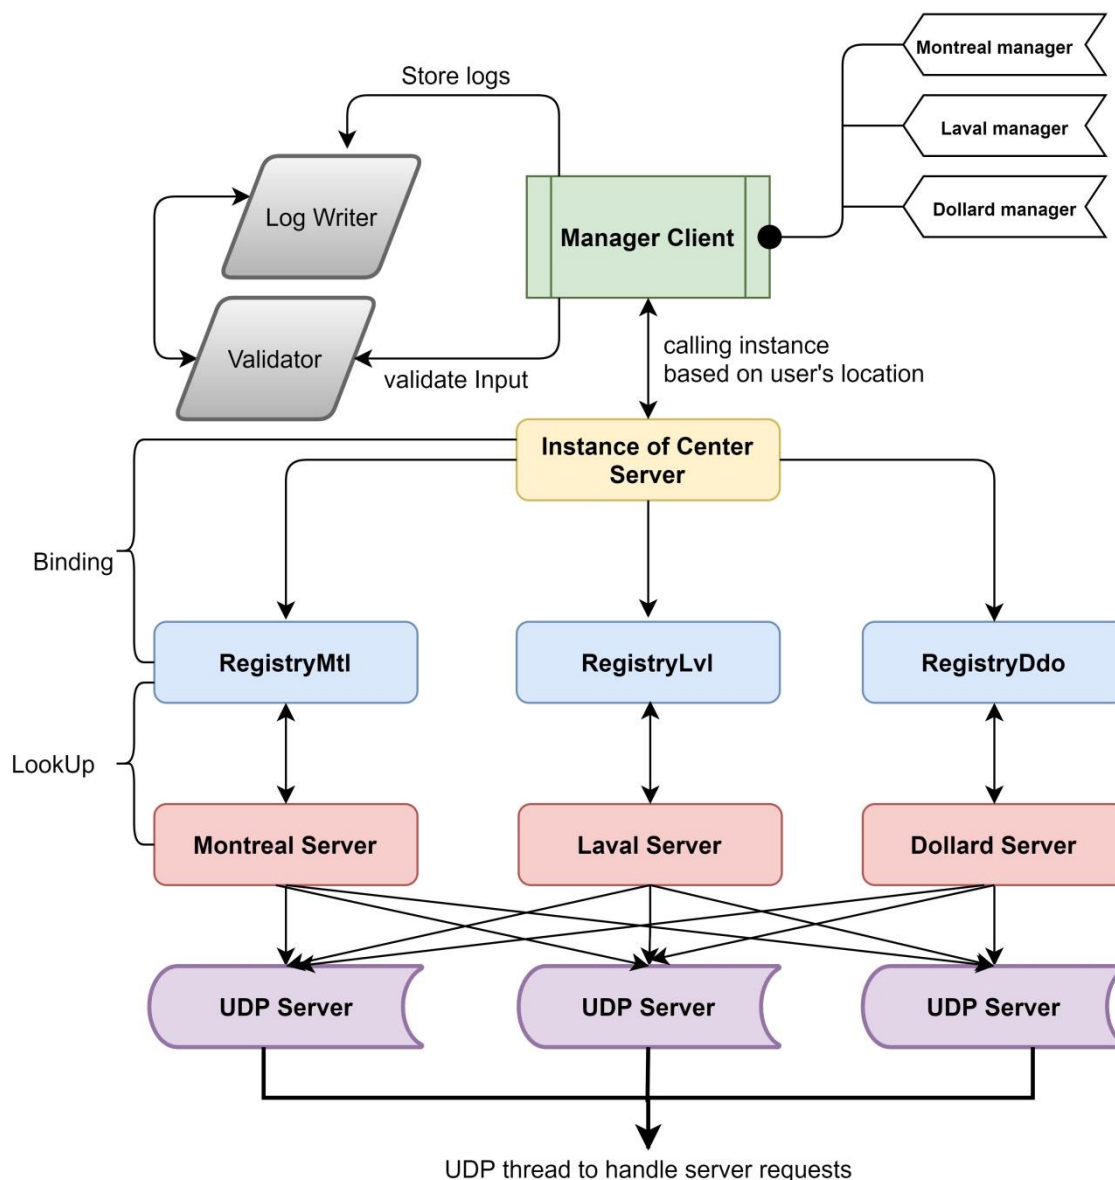 Montreal manager
Store logs
Laval manager
Log Writer
Dollard manager
Manager Client
Validator
validate Input
calling instance
based on user's location
Instance of Center
Server
Binding
RegistryMtl
RegistryLvl
RegistryDdo
LookUp
Montreal Server
Laval Server
Dollard Server
UDP Server
UDP Server
UDP Server
UDP thread to handle server requests